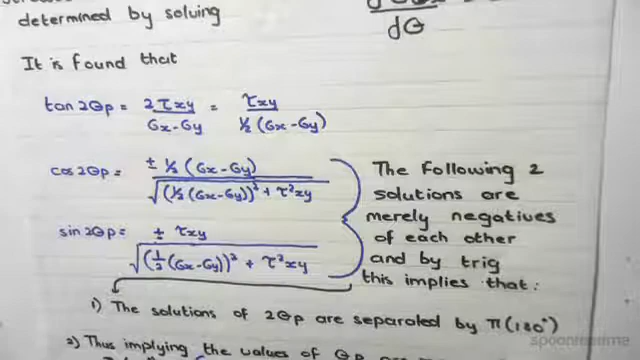 determined by solving
dθ
It is found that
tan 2θp = 2τxy / (σx-σy) = τxy / (½ (σx-σy))
cos 2θp = ± ½ (σx-σy) / √((½ (σx-σy))² + τ²xy)
sin 2θp = ± τxy / √((½ (σx-σy))² + τ²xy)
The following 2
solutions are
merely negatives
of each other
and by trig
this implies that:
1) The solutions of 2θp are separated by π (180°)
2) Thus implying the values of θp are